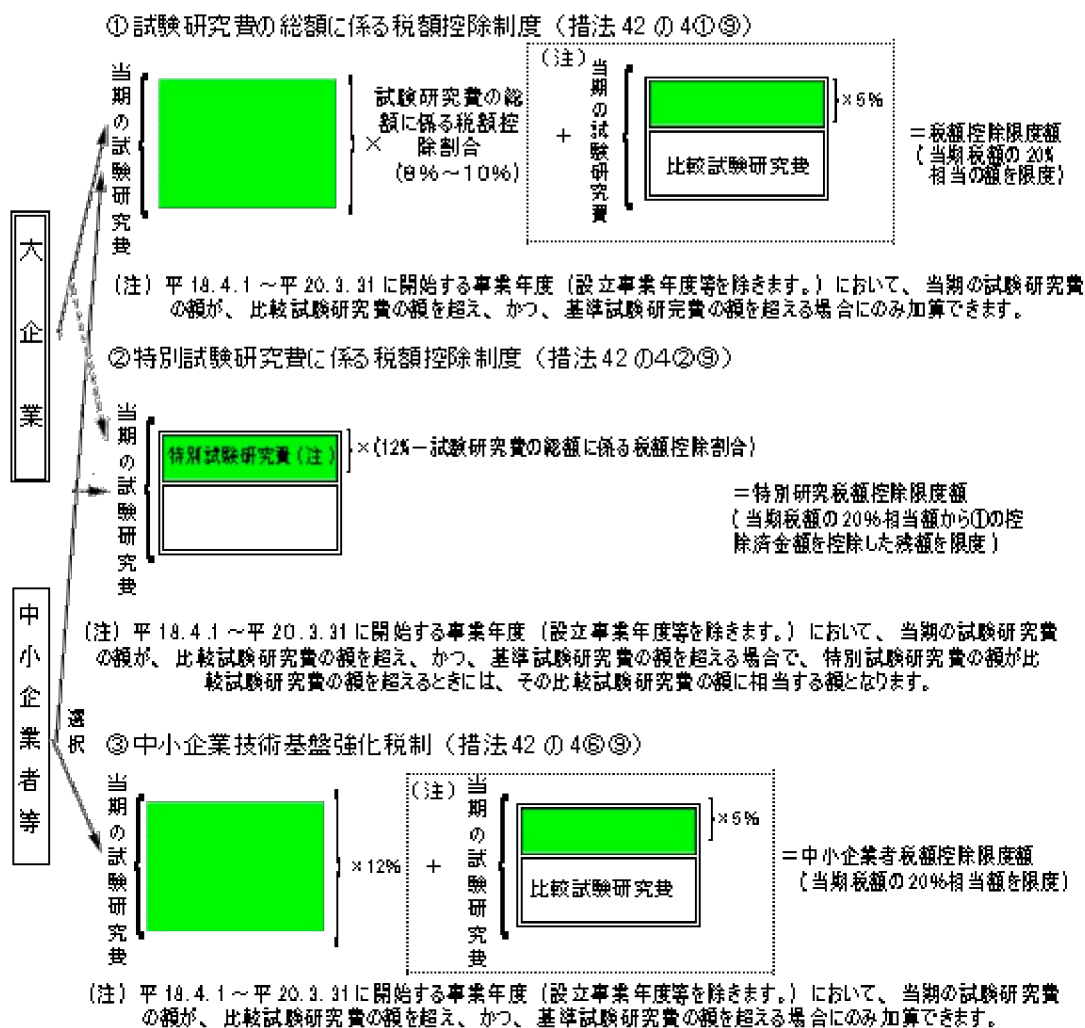 ①試験研究費の総額に係る税額控除制度（措法42の4①⑨）
当期の試験研究費
試験研究費の総
額に係る税額控
除割合
（8％～10％）
×
＋
（注）
当期の試験研究費
比較試験研究費
×5％
＝税額控除限度額
（当期税額の20％
相当の額を限度）
（注）平18.4.1～平20.3.31に開始する事業年度（設立事業年度等を除きます。）において、当期の試験研究費
の額が、比較試験研究費の額を超え、かつ、基準試験研究費の額を超える場合にのみ加算できます。
大企業
②特別試験研究費に係る税額控除制度（措法42の4②⑨）
当期の試験研究費
特別試験研究費（注）
×（12％－試験研究費の総額に係る税額控除割合）
＝特別研究税額控除限度額
（当期税額の20％相当額から①の控
除済金額を控除した残額を限度）
（注）平18.4.1～平20.3.31に開始する事業年度（設立事業年度等を除きます。）において、当期の試験研究費
の額が、比較試験研究費の額を超え、かつ、基準試験研究費の額を超える場合で、特別試験研究費の額が比
較試験研究費の額を超えるときには、その比較試験研究費の額に相当する額となります。
中小企業者等
選択
③中小企業技術基盤強化税制（措法42の4⑥⑨）
当期の試験研究費
×12％
＋
（注）
当期の試験研究費
比較試験研究費
×5％
＝中小企業者税額控除限度額
（当期税額の20％相当額を限度）
（注）平18.4.1～平20.3.31に開始する事業年度（設立事業年度等を除きます。）において、当期の試験研究費
の額が、比較試験研究費の額を超え、かつ、基準試験研究費の額を超える場合にのみ加算できます。